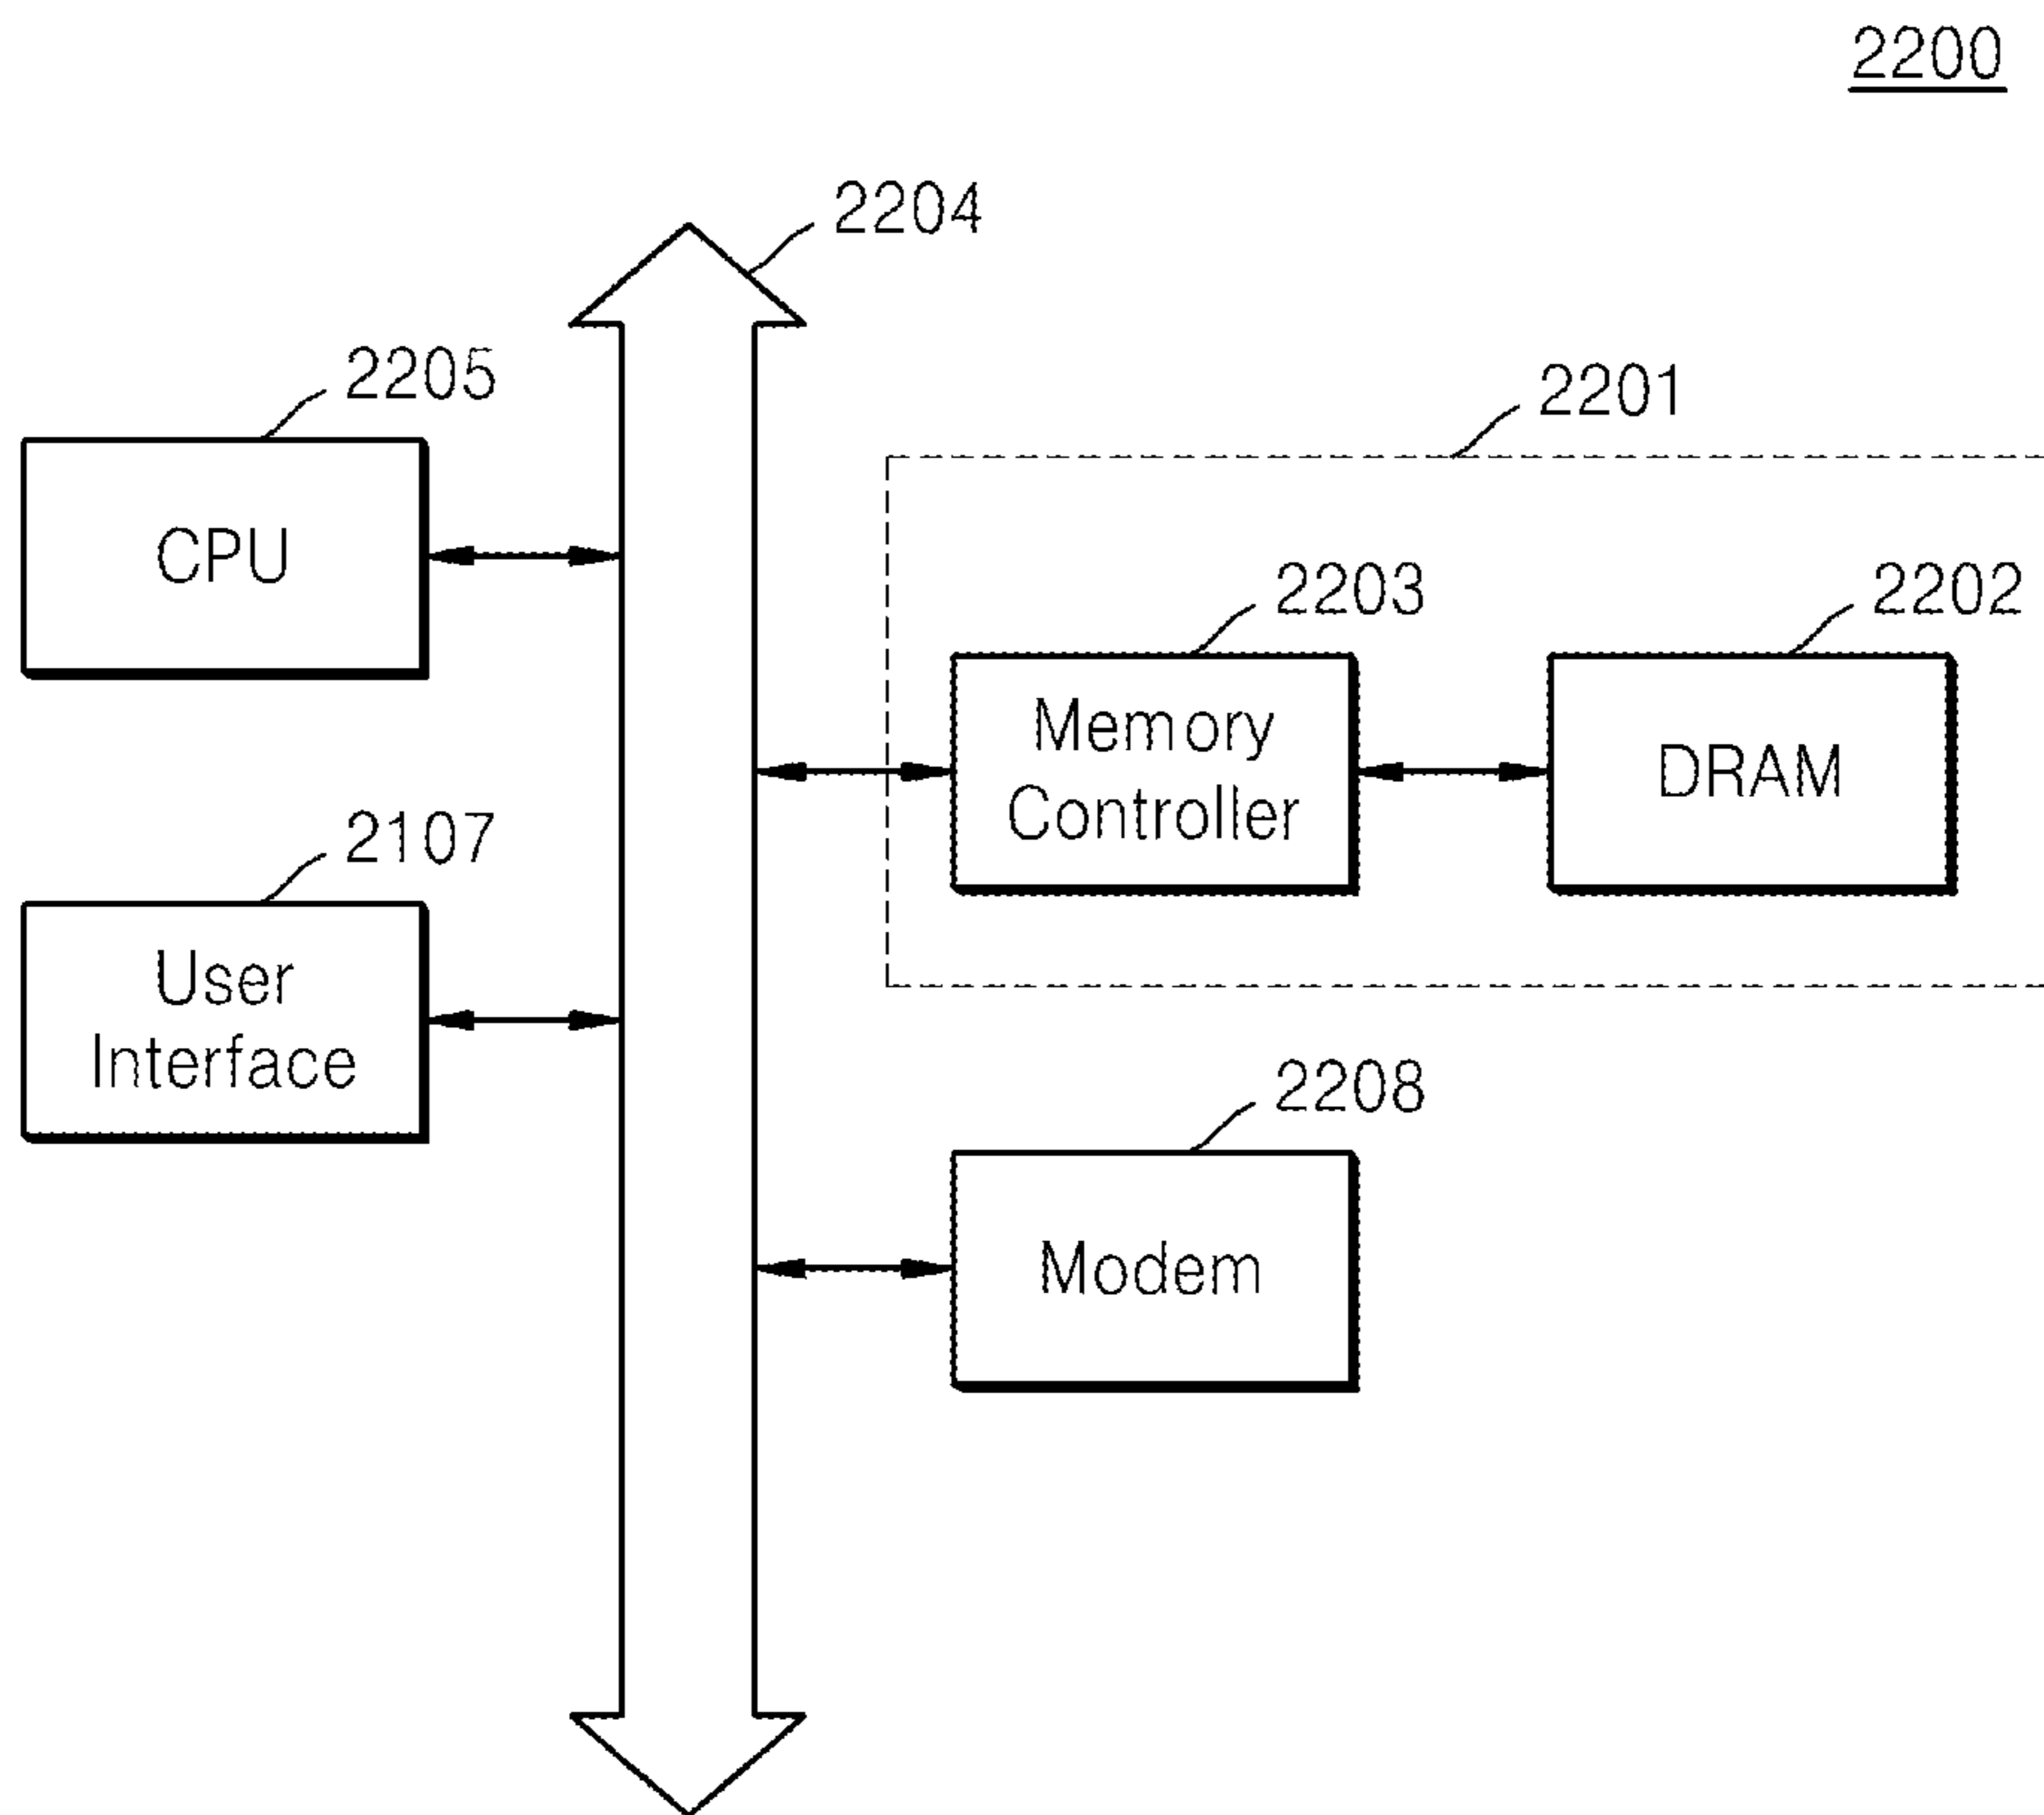 2200
2204
2205
CPU
2201
2203
Memory
Controller
2202
DRAM
2107
User
Interface
2208
Modem